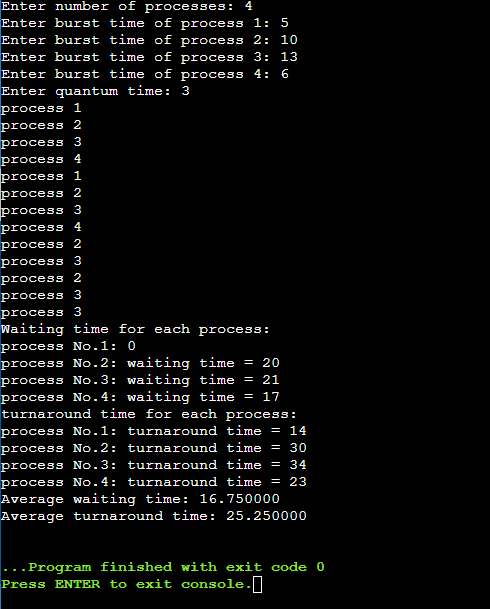 Enter number of processes: 4
Enter burst time of process 1: 5
Enter burst time of process 2: 10
Enter burst time of process 3: 13
Enter burst time of process 4: 6
Enter quantum time: 3
process 1
process 2
process 3
process 4
process 1
process 2
process 3
process 4
process 2
process 3
process 2
process 3
process 3
Waiting time for each process:
process No.1: 0
process No.2: waiting time = 20
process No.3: waiting time = 21
process No.4: waiting time = 17
turnaround time for each process:
process No.1: turnaround time = 14
process No.2: turnaround time = 30
process No.3: turnaround time = 34
process No.4: turnaround time = 23
Average waiting time: 16.750000
Average turnaround time: 25.250000
...Program finished with exit code 0
Press ENTER to exit console.